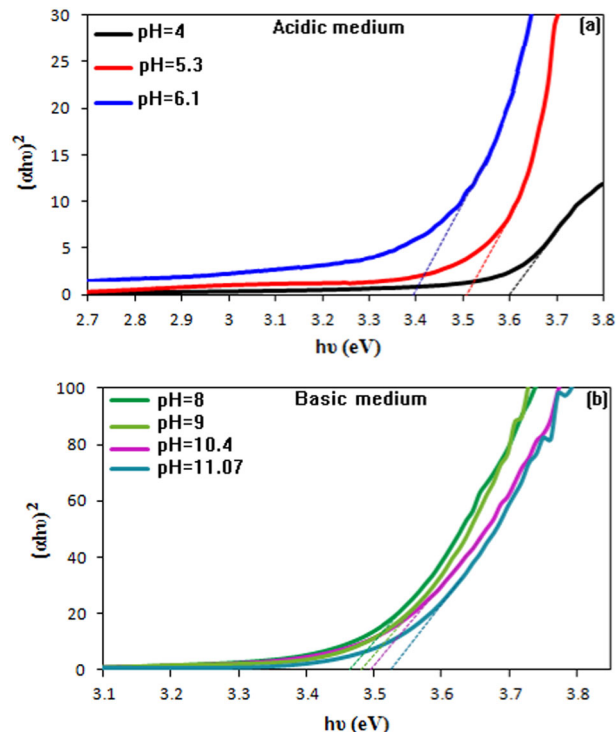 Acidic medium
(a)
pH=4
pH=5.3
pH=6.1
(αhυ)²
30
25
20
15
10
5
0
2.7 2.8 2.9 3 3.1 3.2 3.3 3.4 3.5 3.6 3.7 3.8
hυ (eV)
Basic medium
(b)
pH=8
pH=9
pH=10.4
pH=11.07
(αhυ)²
100
80
60
40
20
0
3.1 3.2 3.3 3.4 3.5 3.6 3.7 3.8
hυ (eV)